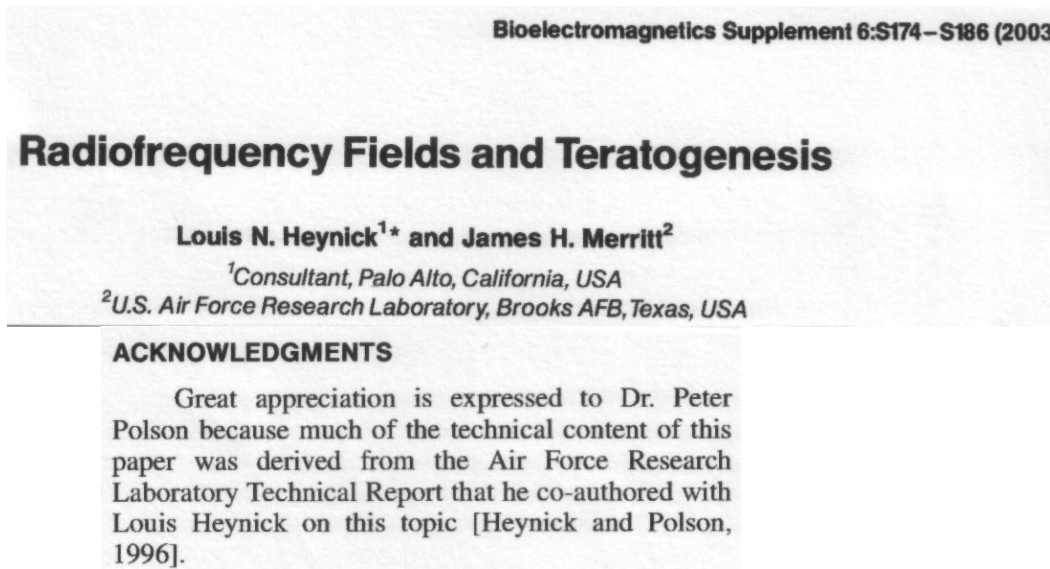 Bioelectromagnetics Supplement 6:S174–S186 (2003
Radiofrequency Fields and Teratogenesis
Louis N. Heynick¹* and James H. Merritt²
¹Consultant, Palo Alto, California, USA
²U.S. Air Force Research Laboratory, Brooks AFB, Texas, USA
ACKNOWLEDGMENTS
Great appreciation is expressed to Dr. Peter
Polson because much of the technical content of this
paper was derived from the Air Force Research
Laboratory Technical Report that he co-authored with
Louis Heynick on this topic [Heynick and Polson,
1996].